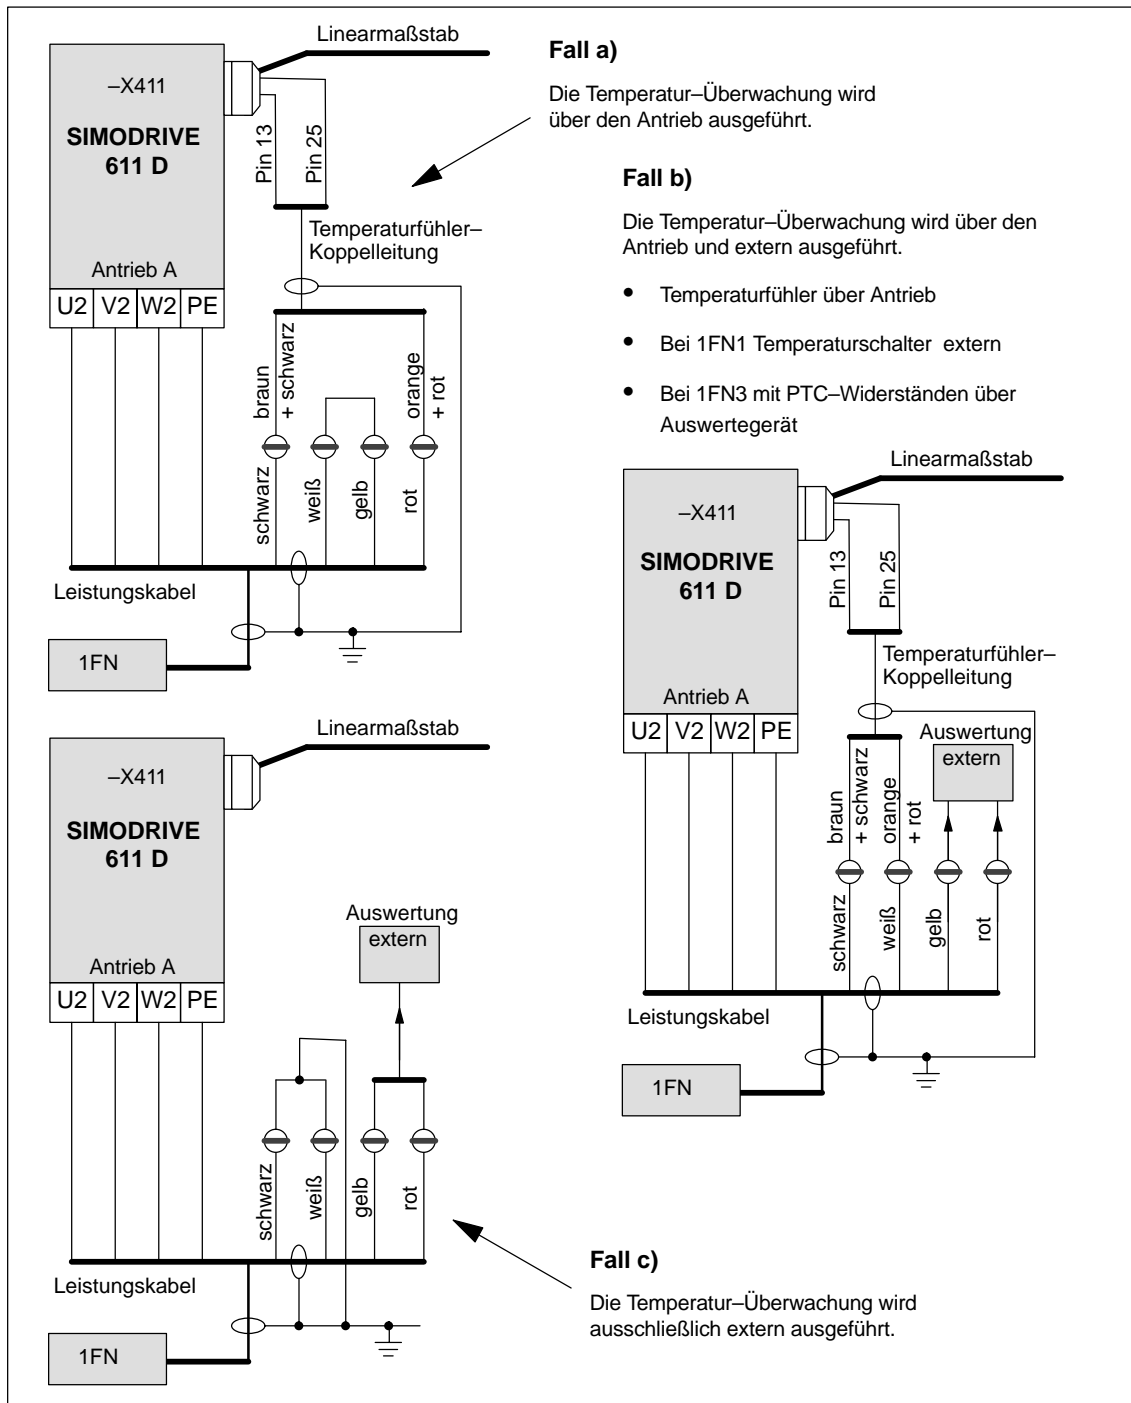 Linearmaßstab
–X411
SIMODRIVE
611 D
Pin 13
Pin 25
Temperaturfühler–
Koppelleitung
Antrieb A
U2 V2 W2 PE
braun
+ schwarz
orange
+ rot
schwarz
weiß
gelb
rot
Leistungskabel
1FN
Fall a)
Die Temperatur–Überwachung wird
über den Antrieb ausgeführt.
Fall b)
Die Temperatur–Überwachung wird über den
Antrieb und extern ausgeführt.
• Temperaturfühler über Antrieb
• Bei 1FN1 Temperaturschalter extern
• Bei 1FN3 mit PTC–Widerständen über
Auswertegerät
Linearmaßstab
–X411
SIMODRIVE
611 D
Pin 13
Pin 25
Temperaturfühler–
Koppelleitung
Antrieb A
U2 V2 W2 PE
Auswertung
extern
braun
+ schwarz
orange
+ rot
schwarz
weiß
gelb
rot
Leistungskabel
1FN
Linearmaßstab
–X411
SIMODRIVE
611 D
Auswertung
extern
Antrieb A
U2 V2 W2 PE
schwarz
weiß
gelb
rot
Leistungskabel
1FN
Fall c)
Die Temperatur–Überwachung wird
ausschließlich extern ausgeführt.